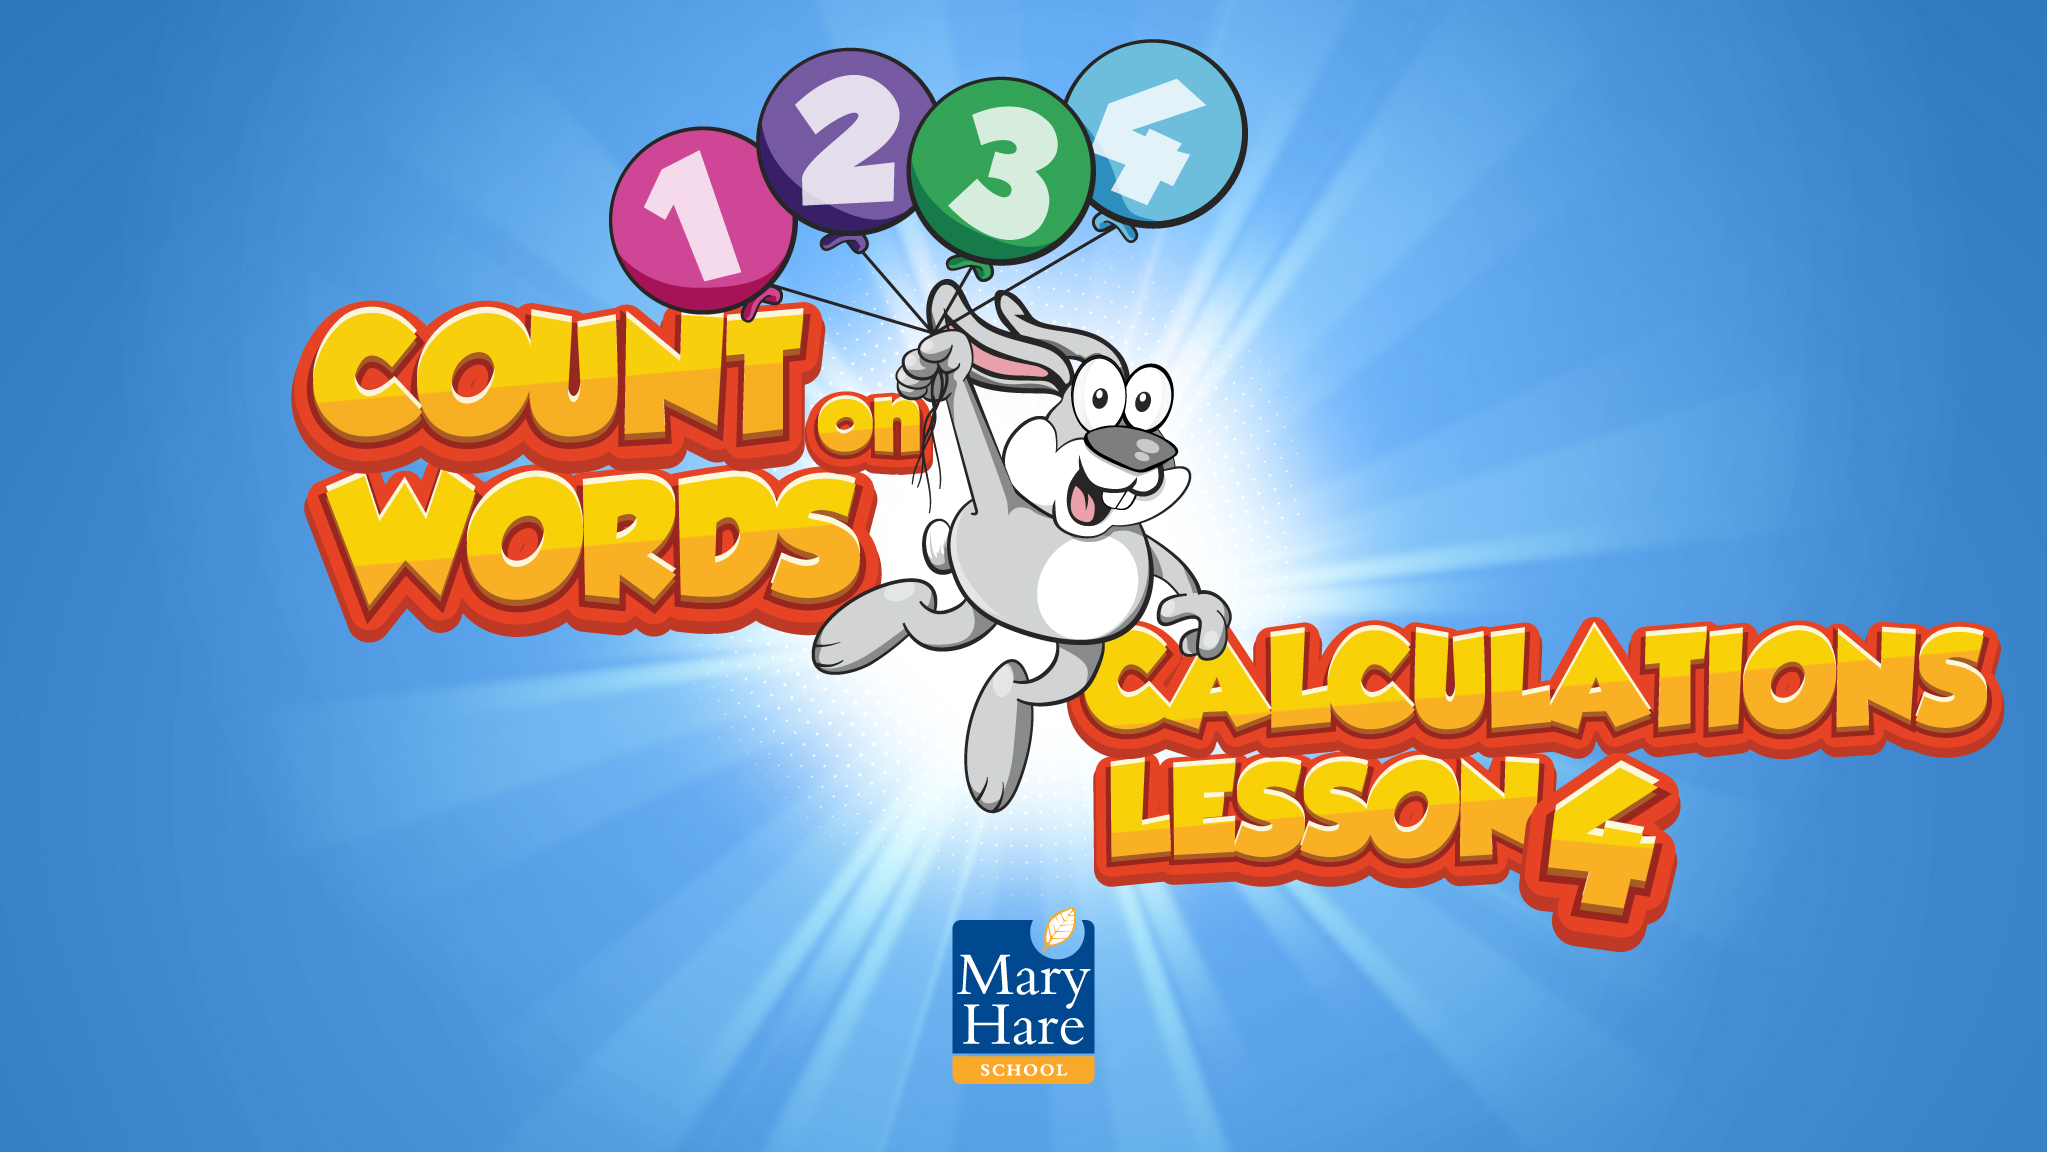 1 2 3 4
COUNT on
WORDS
CALCULATIONS
LESSON 4
Mary
Hare
SCHOOL